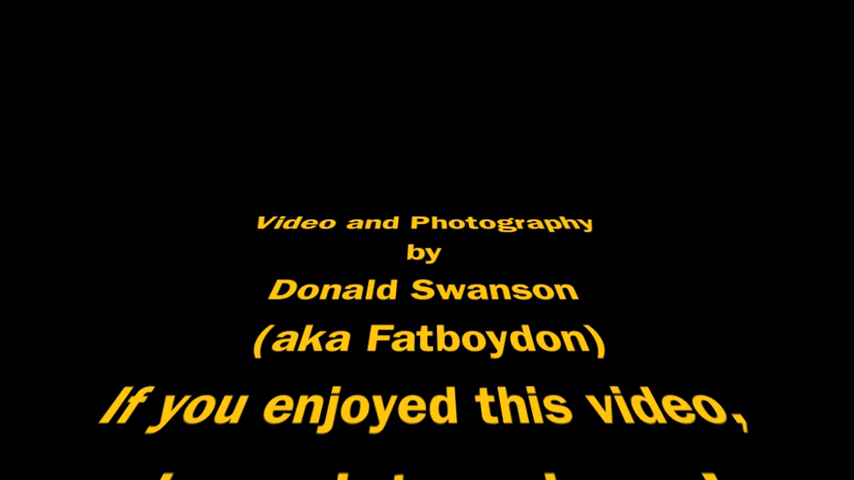 Video and Photography
by
Donald Swanson
(aka Fatboydon)
If you enjoyed this video,